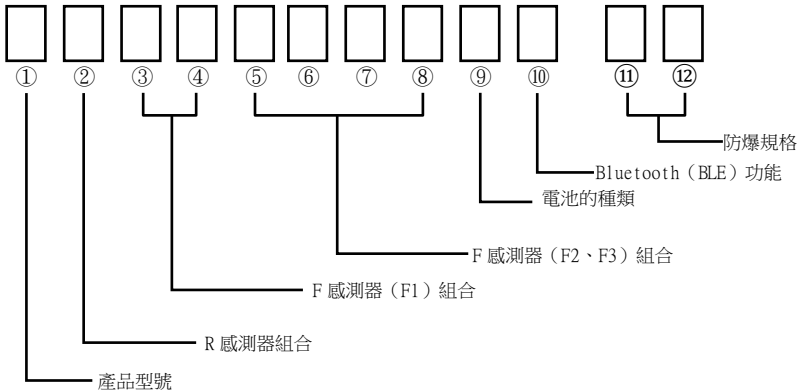 ① ② ③ ④ ⑤ ⑥ ⑦ ⑧ ⑨ ⑩ ⑪ ⑫
防爆規格
Bluetooth（BLE）功能
電池的種類
F 感測器（F2、F3）組合
F 感測器（F1）組合
R 感測器組合
產品型號